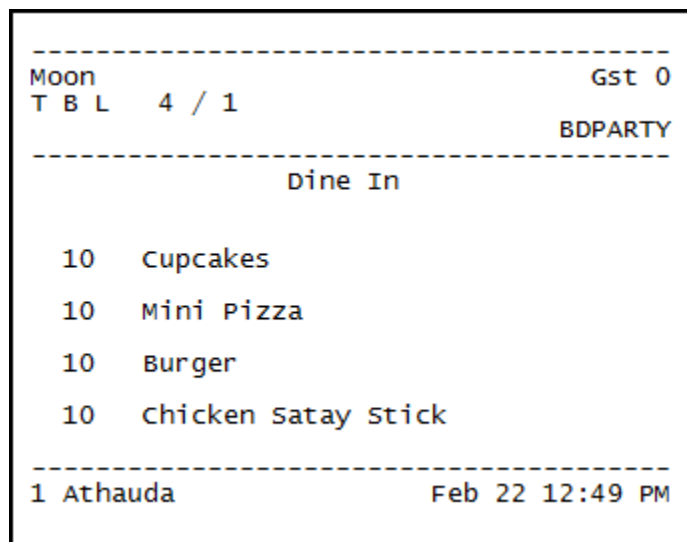 ----------------------------------------
Moon Gst 0
T B L 4 / 1
BDPARTY
----------------------------------------
Dine In
10 Cupcakes
10 Mini Pizza
10 Burger
10 Chicken Satay Stick
----------------------------------------
1 Athauda Feb 22 12:49 PM